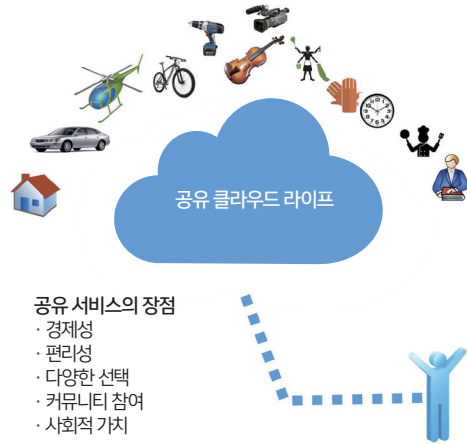 공유 클라우드 라이프
공유 서비스의 장점
· 경제성
· 편리성
· 다양한 선택
· 커뮤니티 참여
· 사회적 가치